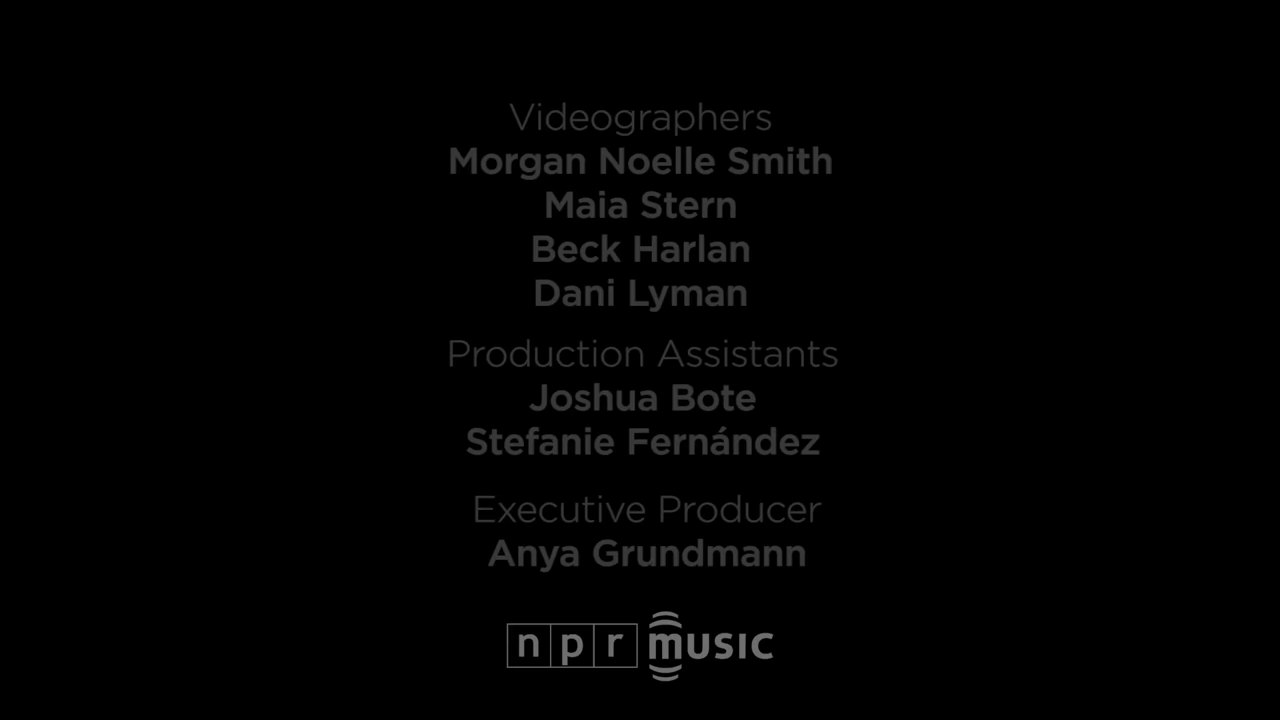 Videographers
Morgan Noelle Smith
Maia Stern
Beck Harlan
Dani Lyman
Production Assistants
Joshua Bote
Stefanie Fernández
Executive Producer
Anya Grundmann
npr music